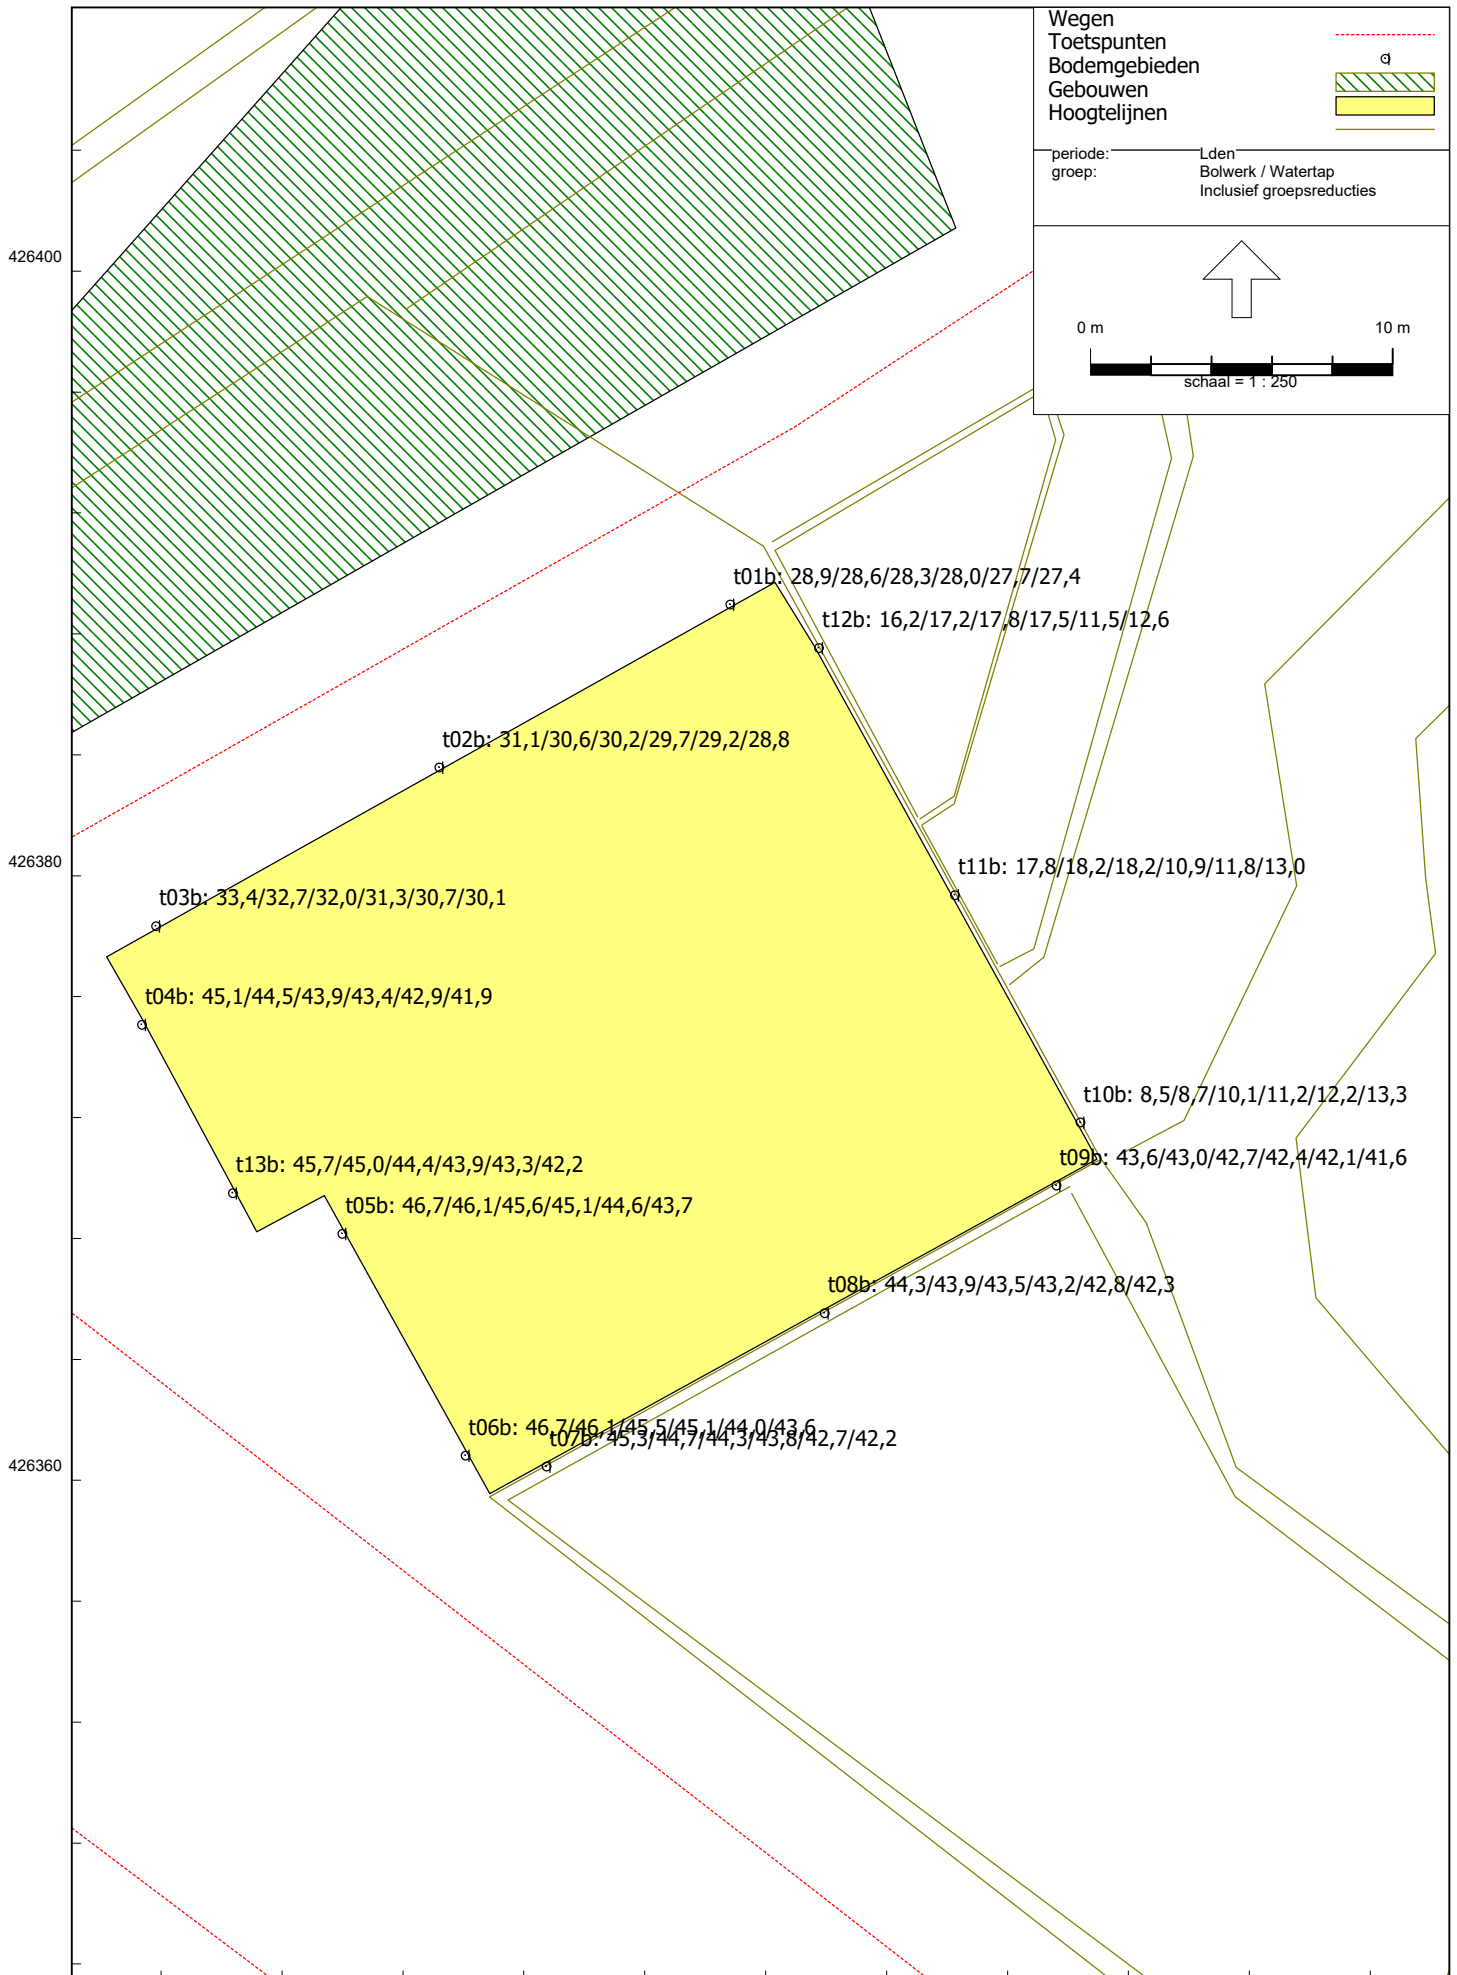 Wegen
Toetspunten
Bodemgebieden
Gebouwen
Hoogtelijnen
periode: Lden
groep: Bolwerk / Watertap
Inclusief groepsreducties
0 m 10 m
schaal = 1 : 250
426400
t01b: 28,9/28,6/28,3/28,0/27,7/27,4
t12b: 16,2/17,2/17,8/17,5/11,5/12,6
t02b: 31,1/30,6/30,2/29,7/29,2/28,8
426380
t11b: 17,8/18,2/18,2/10,9/11,8/13,0
t03b: 33,4/32,7/32,0/31,3/30,7/30,1
t04b: 45,1/44,5/43,9/43,4/42,9/41,9
t10b: 8,5/8,7/10,1/11,2/12,2/13,3
t09b: 43,6/43,0/42,7/42,4/42,1/41,6
t13b: 45,7/45,0/44,4/43,9/43,3/42,2
t05b: 46,7/46,1/45,6/45,1/44,6/43,7
t08b: 44,3/43,9/43,5/43,2/42,8/42,3
t06b: 46,7/46,1/45,5/45,1/44,0/43,6
t07b: 45,3/44,7/44,3/43,8/42,7/42,2
426360